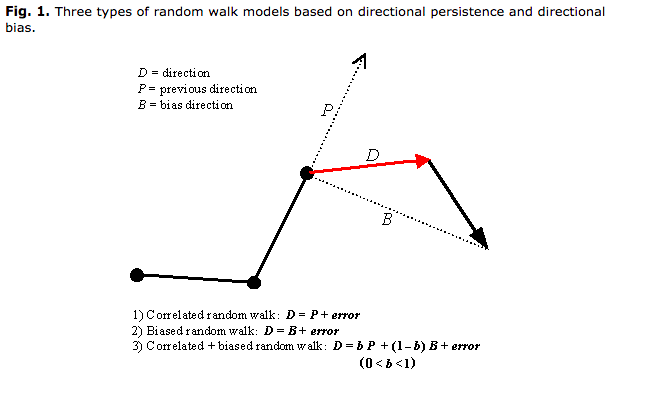 Fig. 1. Three types of random walk models based on directional persistence and directional
bias.
D = direction
P = previous direction
B = bias direction
P
D
B
1) Correlated random walk: D = P + error
2) Biased random walk: D = B + error
3) Correlated + biased random walk: D = b P + (1 – b) B + error
(0 < b < 1)